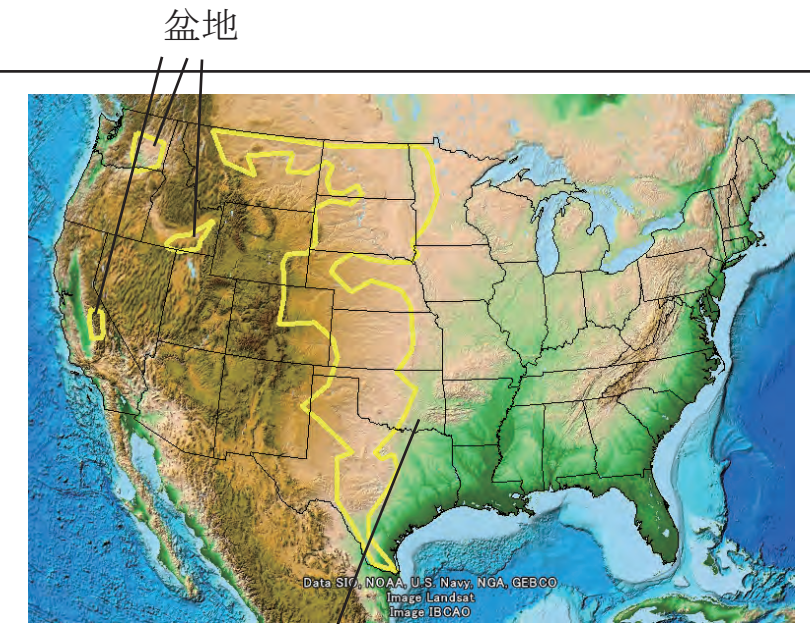 盆地
Data SIO, NOAA, U.S. Navy, NGA, GEBCO
Image Landsat
Image IBCAO